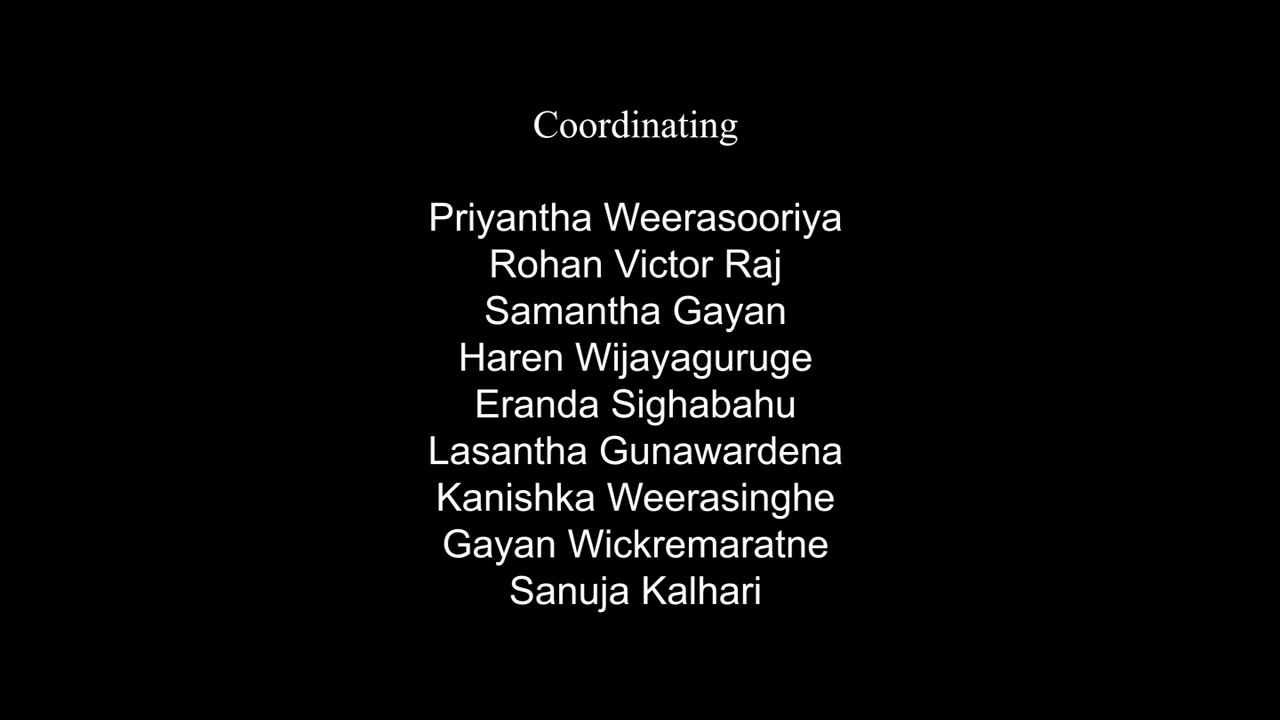 Coordinating
Priyantha Weerasooriya
Rohan Victor Raj
Samantha Gayan
Haren Wijayaguruge
Eranda Sighabahu
Lasantha Gunawardena
Kanishka Weerasinghe
Gayan Wickremaratne
Sanuja Kalhari